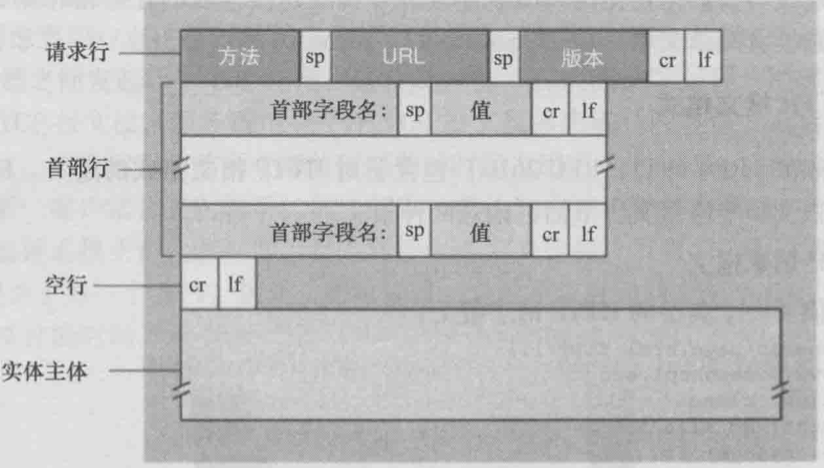 请求行 方法 sp URL sp 版本 cr lf
首部字段名: sp 值 cr lf
首部行
首部字段名: sp 值 cr lf
空行 cr lf
实体主体